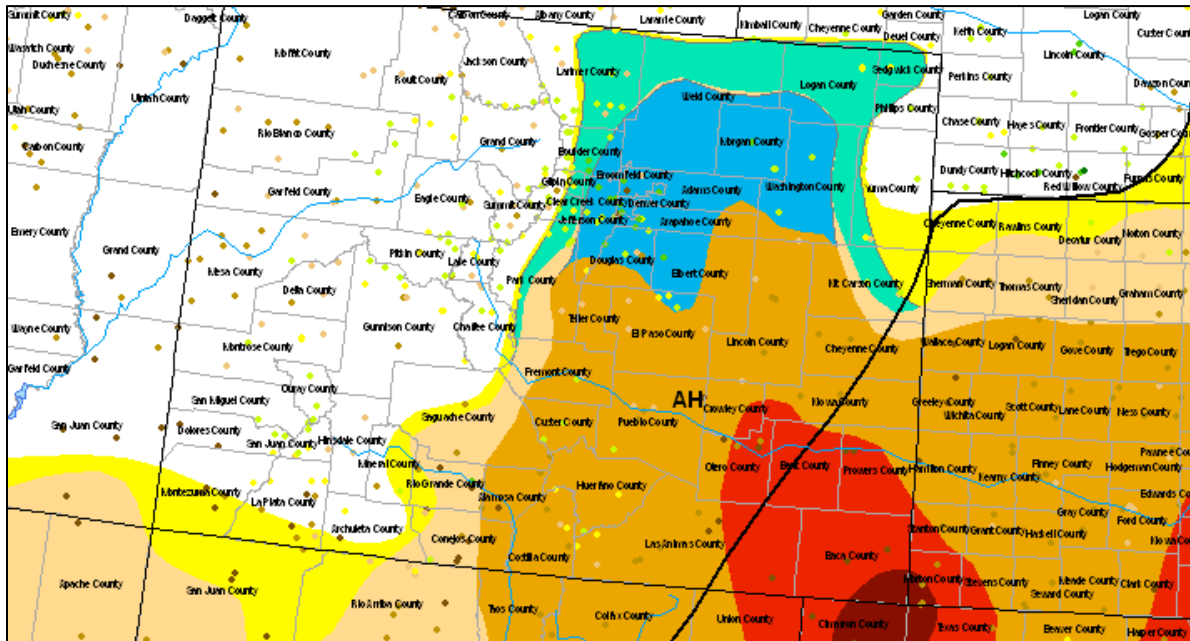 Summit County
Daggett County
Carbon County
Albany County
Laramie County
Kimball County
Cheyenne County
Garden County
Deuel County
Keith County
Logan County
Custer County
Wasatch County
Duchesne County
Moffat County
Jackson County
Larimer County
Logan County
Sedgwick County
Lincoln County
Perkins County
Dawson County
Utah County
Uintah County
Routt County
Weld County
Phillips County
Chase County
Hayes County
Frontier County
Gosper County
Carbon County
Rio Blanco County
Grand County
Boulder County
Morgan County
Dundy County
Hitchcock County
Red Willow County
Furnas County
Garfield County
Eagle County
Summit County
Gilpin County
Broomfield County
Clear Creek County
Denver County
Adams County
Washington County
Yuma County
Jefferson County
Arapahoe County
Cheyenne County
Rawlins County
Decatur County
Norton County
Emery County
Grand County
Mesa County
Pitkin County
Lake County
Park County
Douglas County
Elbert County
Kit Carson County
Sherman County
Thomas County
Sheridan County
Graham County
Delta County
Wayne County
Gunnison County
Chaffee County
Teller County
El Paso County
Lincoln County
Cheyenne County
Wallace County
Logan County
Gove County
Trego County
Montrose County
Garfield County
Ouray County
Fremont County
San Miguel County
AH
Crowley County
Kiowa County
Greeley County
Wichita County
Scott County
Lane County
Ness County
San Juan County
Dolores County
San Juan County
Hinsdale County
Saguache County
Custer County
Pueblo County
Mineral County
Otero County
Bent County
Prowers County
Hamilton County
Kearny County
Finney County
Hodgeman County
Montezuma County
La Plata County
Rio Grande County
Alamosa County
Huerfano County
Edwards County
Archuleta County
Conejos County
Costilla County
Las Animas County
Baca County
Stanton County
Grant County
Haskell County
Gray County
Ford County
Apache County
San Juan County
Rio Arriba County
Taos County
Colfax County
Union County
Morton County
Stevens County
Seward County
Meade County
Clark County
Cimarron County
Texas County
Beaver County
Harper County